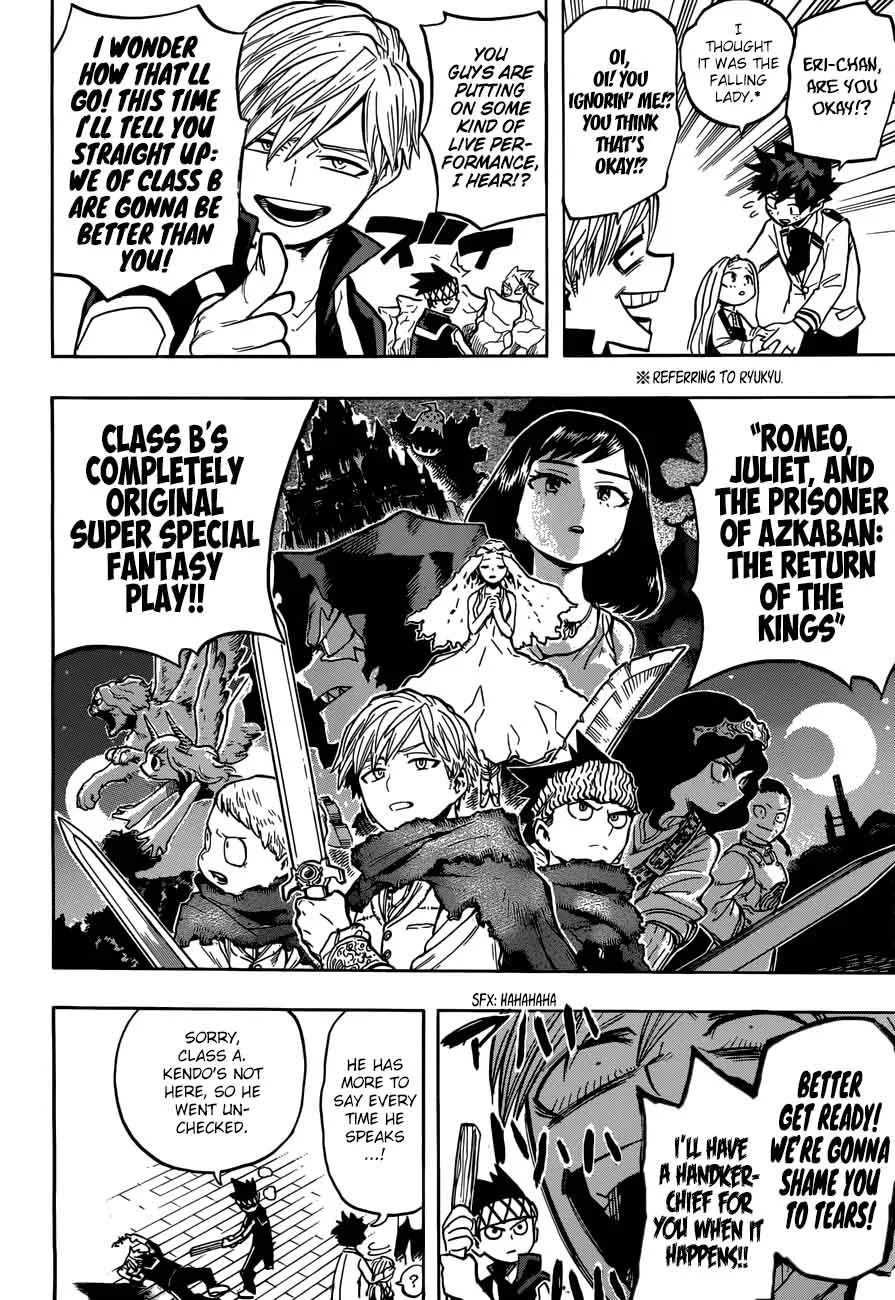 ERI-CHAN,
ARE YOU
OKAY!?
I
THOUGHT
IT WAS THE
FALLING
LADY.*
OI,
OI! YOU
IGNORIN' ME!?
YOU THINK
THAT'S
OKAY!?
※ REFERRING TO RYUKYU.
YOU
GUYS ARE
PUTTING
ON SOME
KIND OF
LIVE PER-
FORMANCE,
I HEAR!?
I WONDER
HOW THAT'LL
GO! THIS TIME
I'LL TELL YOU
STRAIGHT UP:
WE OF CLASS B
ARE GONNA BE
BETTER THAN
YOU!
ズイ
"ROMEO,
JULIET, AND
THE PRISONER
OF AZKABAN:
THE RETURN
OF THE
KINGS"
CLASS B'S
COMPLETELY
ORIGINAL
SUPER SPECIAL
FANTASY
PLAY!!
SFX: HAHAHAHA
BETTER
GET READY!
WE'RE GONNA
SHAME YOU
TO TEARS!
I'LL HAVE
A HANDKER-
CHIEF FOR
YOU WHEN IT
HAPPENS!!
HE HAS
MORE TO
SAY EVERY
TIME HE
SPEAKS
...!
SORRY,
CLASS A.
KENDO'S NOT
HERE, SO HE
WENT UN-
CHECKED.
?